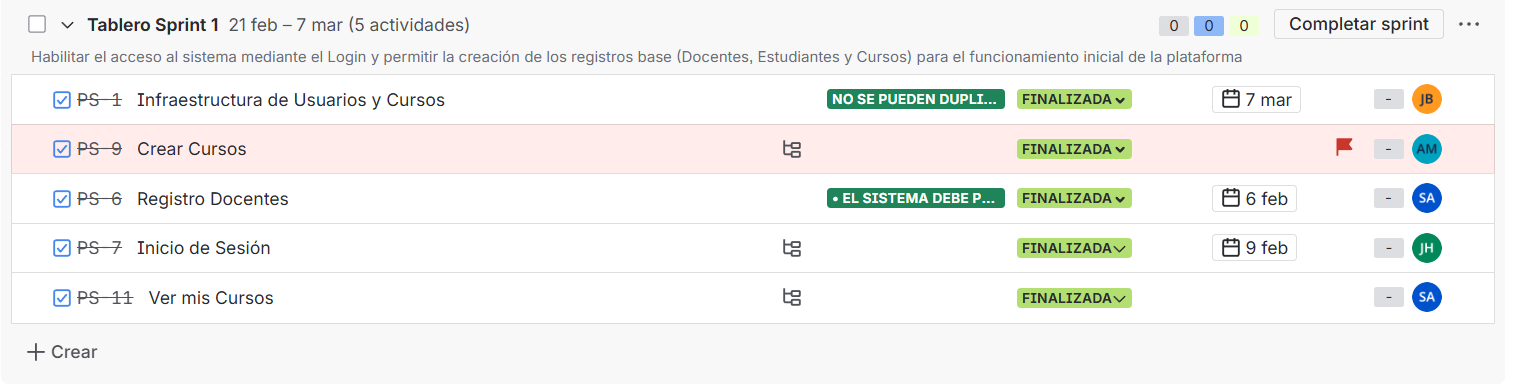 Tablero Sprint 1 21 feb – 7 mar (5 actividades) 0 0 0 Completar sprint
Habilitar el acceso al sistema mediante el Login y permitir la creación de los registros base (Docentes, Estudiantes y Cursos) para el funcionamiento inicial de la plataforma
PS-1 Infraestructura de Usuarios y Cursos NO SE PUEDEN DUPLI... FINALIZADA 7 mar - JB
PS-9 Crear Cursos FINALIZADA - AM
PS-6 Registro Docentes • EL SISTEMA DEBE P... FINALIZADA 6 feb - SA
PS-7 Inicio de Sesión FINALIZADA 9 feb - JH
PS-11 Ver mis Cursos FINALIZADA - SA
+ Crear